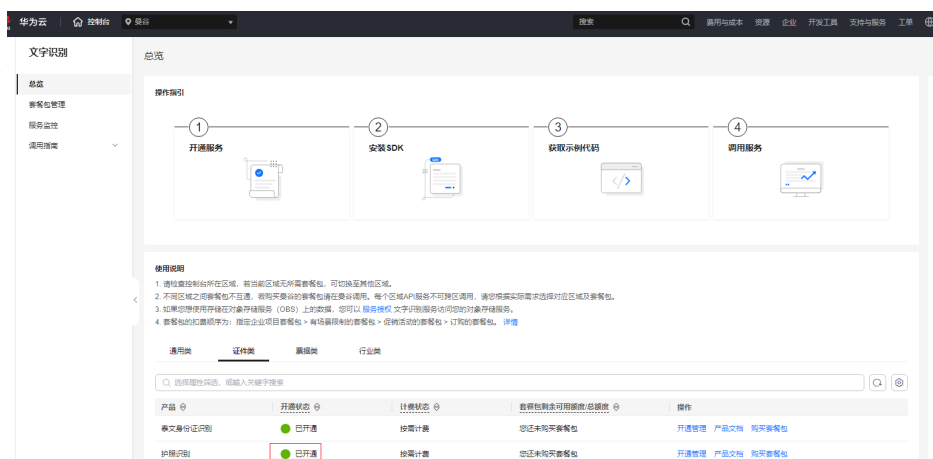 华为云 控制台 曼谷 搜索 费用与成本 资源 企业 开发工具 支持与服务 工单
文字识别
总览
套餐包管理
服务监控
调用指南
总览
操作指引
1 2 3 4
开通服务 安装SDK 获取示例代码 调用服务
使用说明
1. 请检查控制台所在区域，若当前区域无所需套餐包，可切换至其他区域。
2. 不同区域之间套餐包不互通，若购买曼谷的套餐包请在曼谷调用。每个区域API服务不可跨区调用，请您根据实际需求选择对应区域及套餐包。
3. 如果您想使用存储在对象存储服务（OBS）上的数据，您可以 服务授权 文字识别服务访问您的对象存储服务。
4. 套餐包的扣费顺序为：指定企业项目套餐包 > 有场景限制的套餐包 > 促销活动的套餐包 > 订购的套餐包。 详情
通用类 证件类 票据类 行业类
选择属性筛选，或输入关键字搜索
产品 开通状态 计费状态 套餐包剩余可用额度/总额度 操作
泰文身份证识别 已开通 按需计费 您还未购买套餐包 开通管理 产品文档 购买套餐包
护照识别 已开通 按需计费 您还未购买套餐包 开通管理 产品文档 购买套餐包